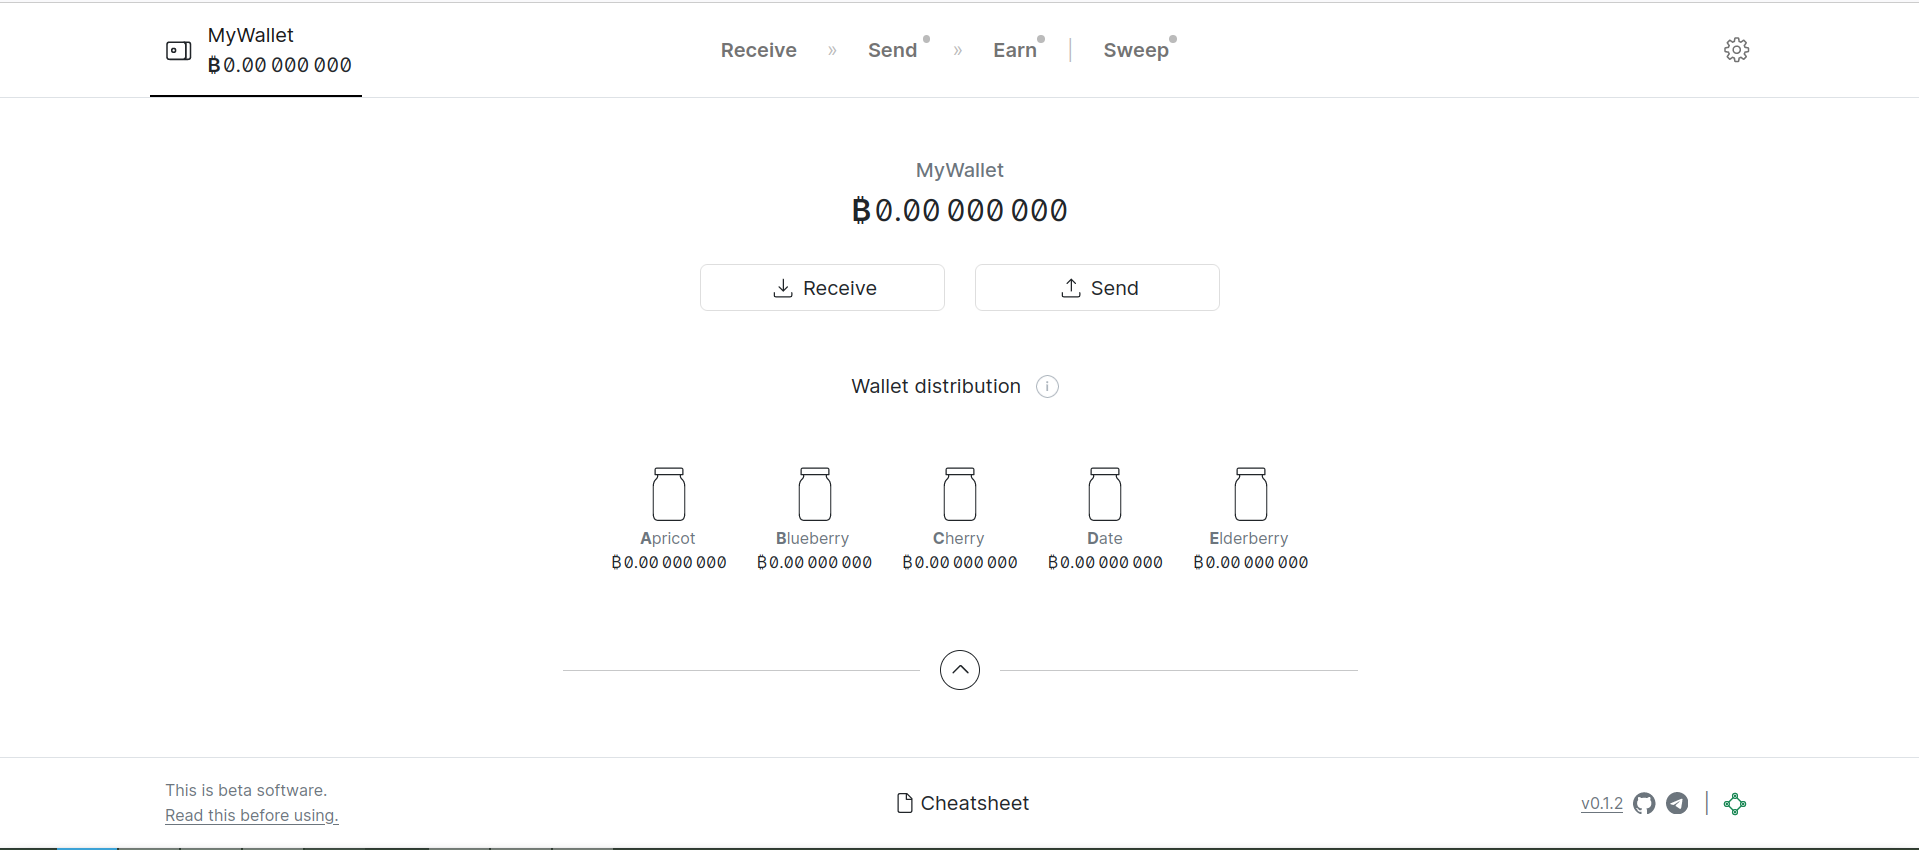 MyWallet
₿0.00 000 000
Receive » Send » Earn | Sweep
MyWallet
₿0.00 000 000
Receive
Send
Wallet distribution
Apricot
₿0.00 000 000
Blueberry
₿0.00 000 000
Cherry
₿0.00 000 000
Date
₿0.00 000 000
Elderberry
₿0.00 000 000
This is beta software.
Read this before using.
Cheatsheet
v0.1.2